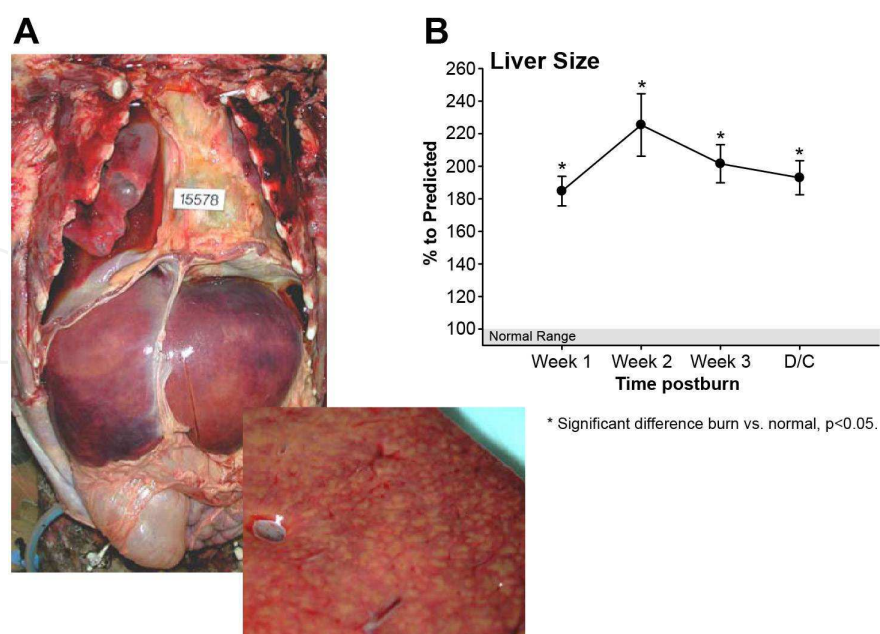 A
15578
B
Liver Size
% to Predicted
260
240
220
200
180
160
140
120
100
*
*
*
*
Normal Range
Week 1
Week 2
Week 3
D/C
Time postburn
* Significant difference burn vs. normal, p<0.05.